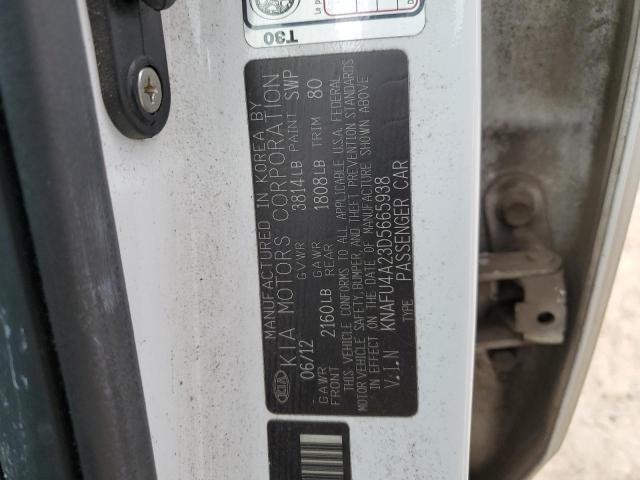 MANUFACTURED IN KOREA BY
KIA KIA MOTORS CORPORATION
06/12 GVWR 3814LB PAINT SWP
GAWR FRONT 2160LB GAWR REAR 1808LB TRIM 80
THIS VEHICLE CONFORMS TO ALL APPLICABLE U.S.A. FEDERAL
MOTOR VEHICLE SAFETY, BUMPER, AND THEFT PREVENTION STANDARDS
IN EFFECT ON THE DATE OF MANUFACTURE SHOWN ABOVE
V.I.N KNAFU4A23D5665938
TYPE PASSENGER CAR
T30